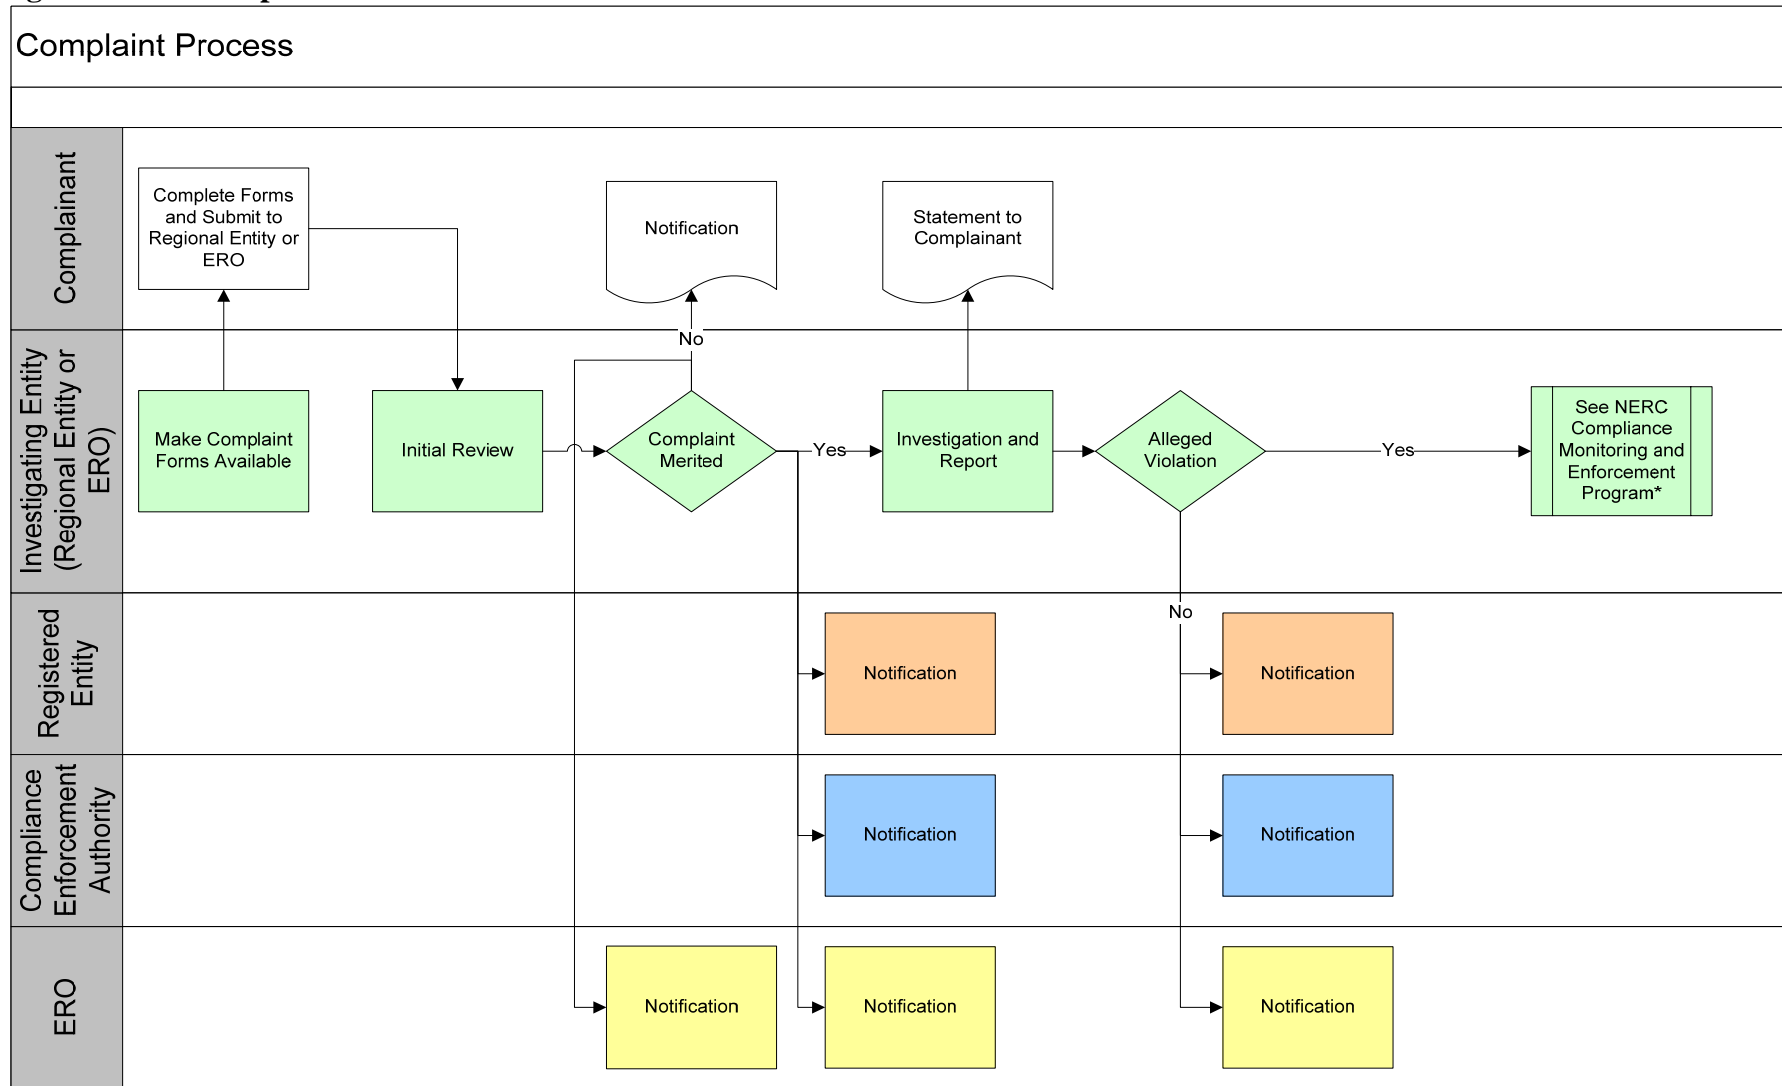 Complaint Process
Complainant
Complete Forms
and Submit to
Regional Entity or
ERO
Notification
Statement to
Complainant
No
Investigating Entity
(Regional Entity or
ERO)
Make Complaint
Forms Available
Initial Review
Complaint
Merited
Yes
Investigation and
Report
Alleged
Violation
Yes
See NERC
Compliance
Monitoring and
Enforcement
Program*
Registered
Entity
No
Notification
Notification
Compliance
Enforcement
Authority
Notification
Notification
ERO
Notification
Notification
Notification